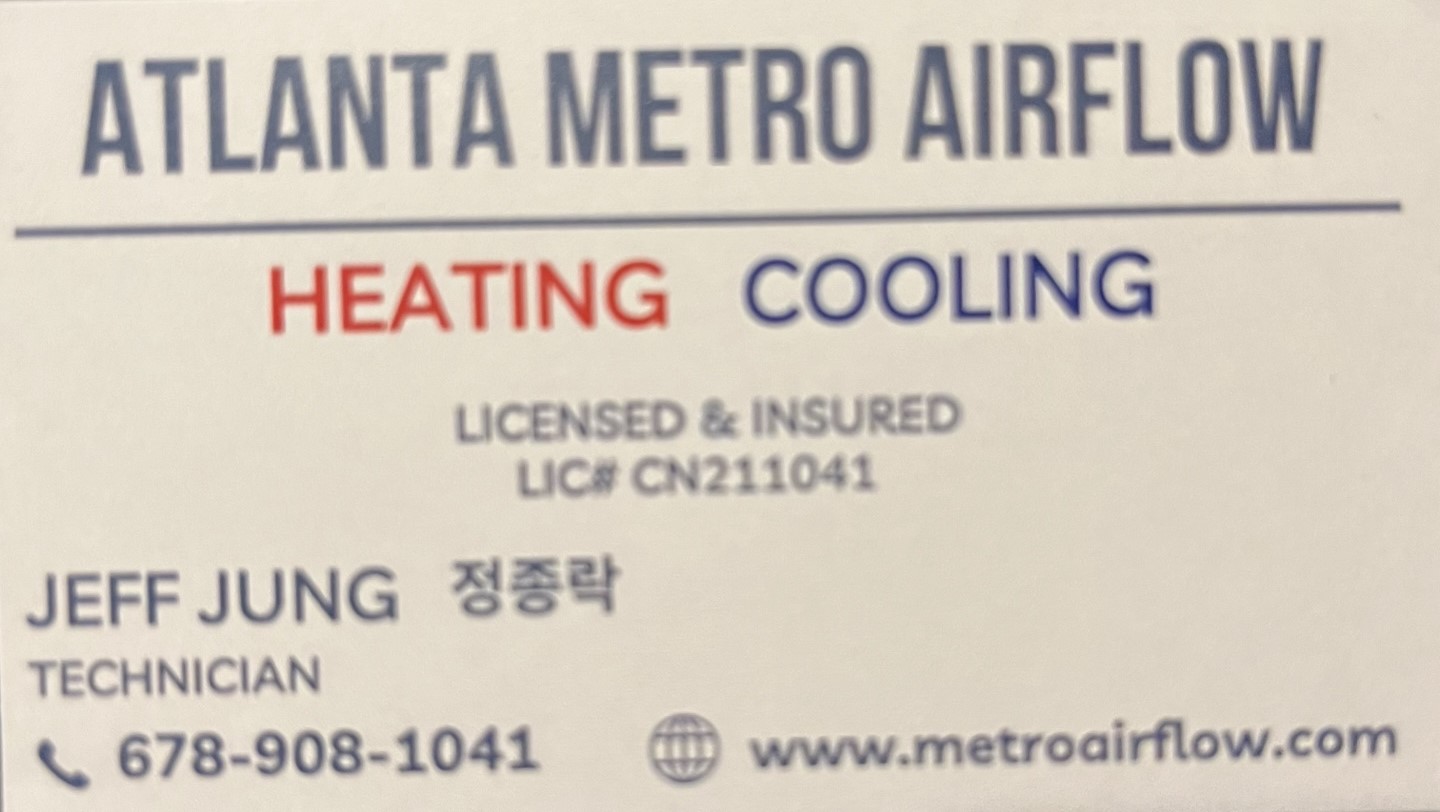 ATLANTA METRO AIRFLOW
HEATING COOLING
LICENSED & INSURED
LIC# CN211041
JEFF JUNG 정종락
TECHNICIAN
678-908-1041 www.metroairflow.com